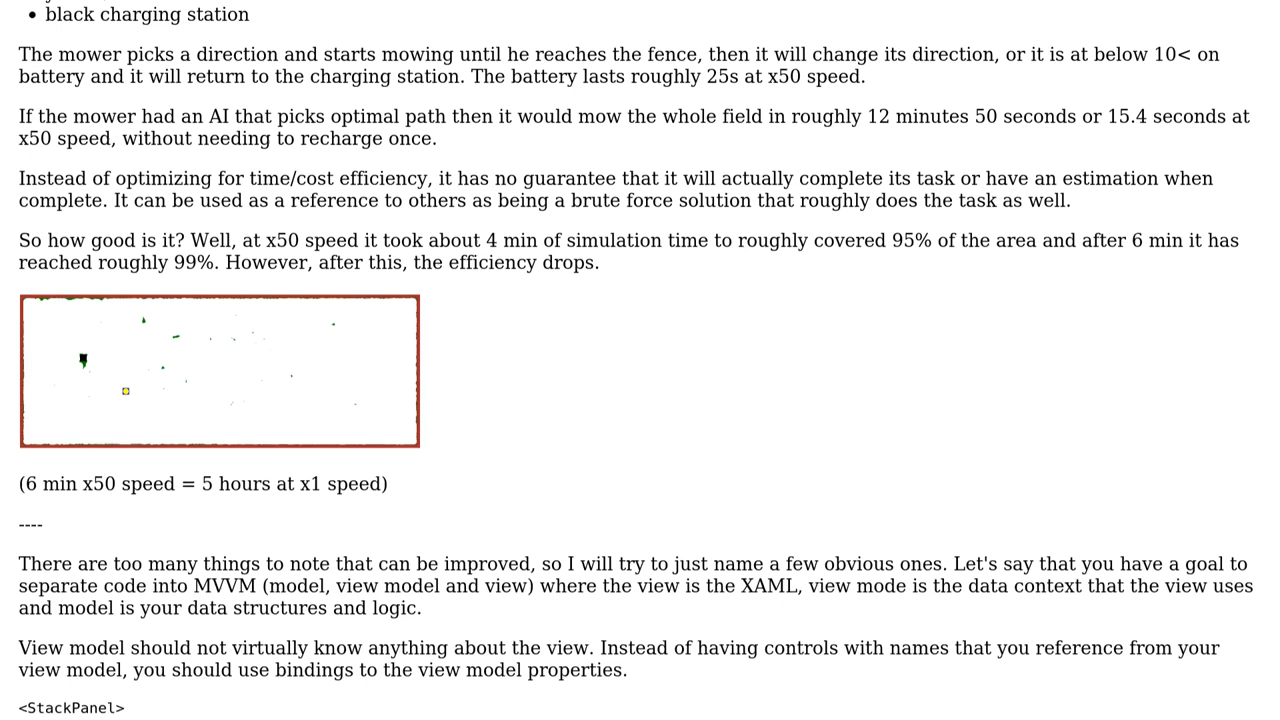 • black charging station
The mower picks a direction and starts mowing until he reaches the fence, then it will change its direction, or it is at below 10< on
battery and it will return to the charging station. The battery lasts roughly 25s at x50 speed.
If the mower had an AI that picks optimal path then it would mow the whole field in roughly 12 minutes 50 seconds or 15.4 seconds at
x50 speed, without needing to recharge once.
Instead of optimizing for time/cost efficiency, it has no guarantee that it will actually complete its task or have an estimation when
complete. It can be used as a reference to others as being a brute force solution that roughly does the task as well.
So how good is it? Well, at x50 speed it took about 4 min of simulation time to roughly covered 95% of the area and after 6 min it has
reached roughly 99%. However, after this, the efficiency drops.
(6 min x50 speed = 5 hours at x1 speed)
----
There are too many things to note that can be improved, so I will try to just name a few obvious ones. Let's say that you have a goal to
separate code into MVVM (model, view model and view) where the view is the XAML, view mode is the data context that the view uses
and model is your data structures and logic.
View model should not virtually know anything about the view. Instead of having controls with names that you reference from your
view model, you should use bindings to the view model properties.
<StackPanel>